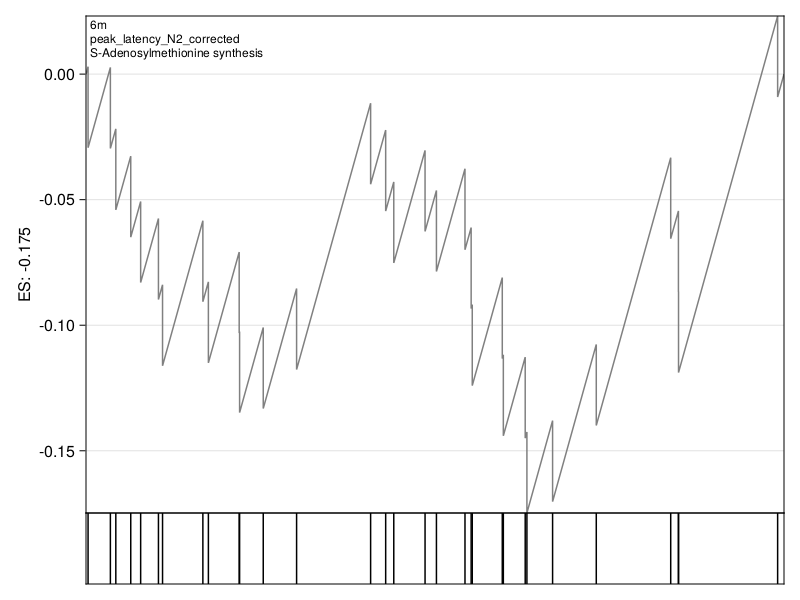 6m
peak_latency_N2_corrected
S-Adenosylmethionine synthesis
0.00
-0.05
-0.10
-0.15
ES: -0.175